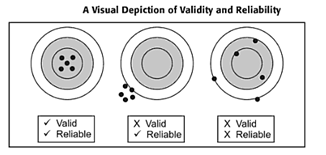 A Visual Depiction of Validity and Reliability
✓ Valid
✓ Reliable
X Valid
✓ Reliable
X Valid
X Reliable